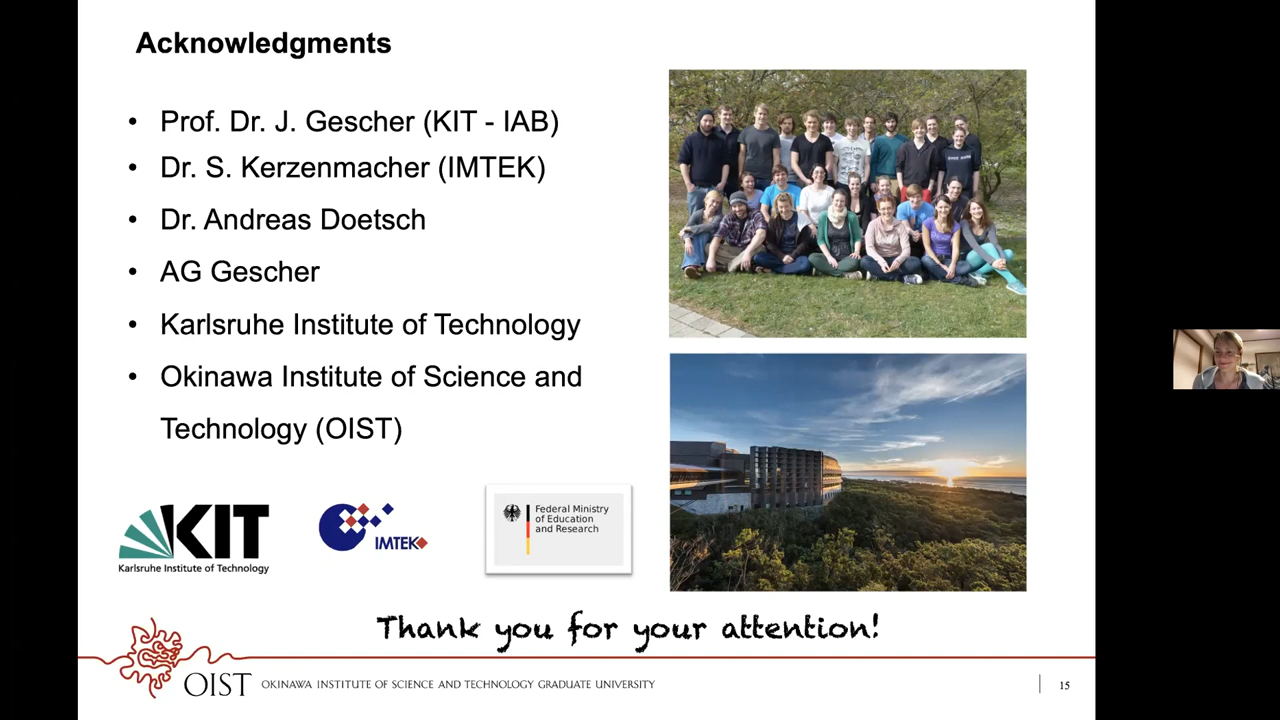 Acknowledgments
• Prof. Dr. J. Gescher (KIT - IAB)
• Dr. S. Kerzenmacher (IMTEK)
• Dr. Andreas Doetsch
• AG Gescher
• Karlsruhe Institute of Technology
• Okinawa Institute of Science and
Technology (OIST)
KIT
Karlsruhe Institute of Technology
IMTEK
Federal Ministry
of Education
and Research
Thank you for your attention!
OIST
OKINAWA INSTITUTE OF SCIENCE AND TECHNOLOGY GRADUATE UNIVERSITY
15